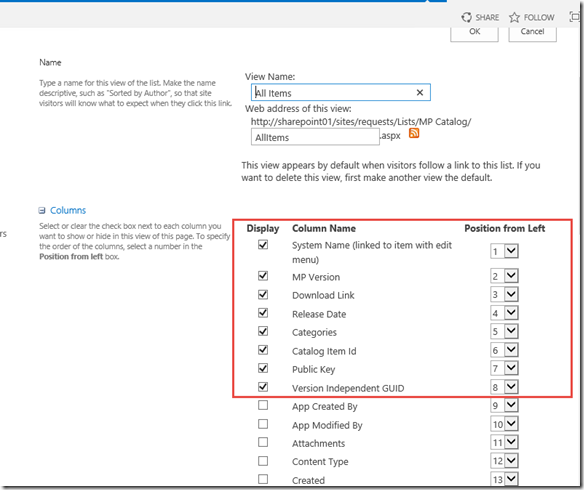 SHARE FOLLOW
OK Cancel
Name
Type a name for this view of the list. Make the name
descriptive, such as "Sorted by Author", so that site
visitors will know what to expect when they click this link.
View Name:
All Items
Web address of this view:
http://sharepoint01/sites/requests/Lists/MP Catalog/
AllItems .aspx
This view appears by default when visitors follow a link to this list. If you
want to delete this view, first make another view the default.
rs
Columns
Select or clear the check box next to each column you
want to show or hide in this view of this page. To specify
the order of the columns, select a number in the
Position from left box.
Display Column Name Position from Left
System Name (linked to item with edit
menu) 1
MP Version 2
Download Link 3
Release Date 4
Categories 5
Catalog Item Id 6
Public Key 7
Version Independent GUID 8
App Created By 9
App Modified By 10
Attachments 11
Content Type 12
Created 13